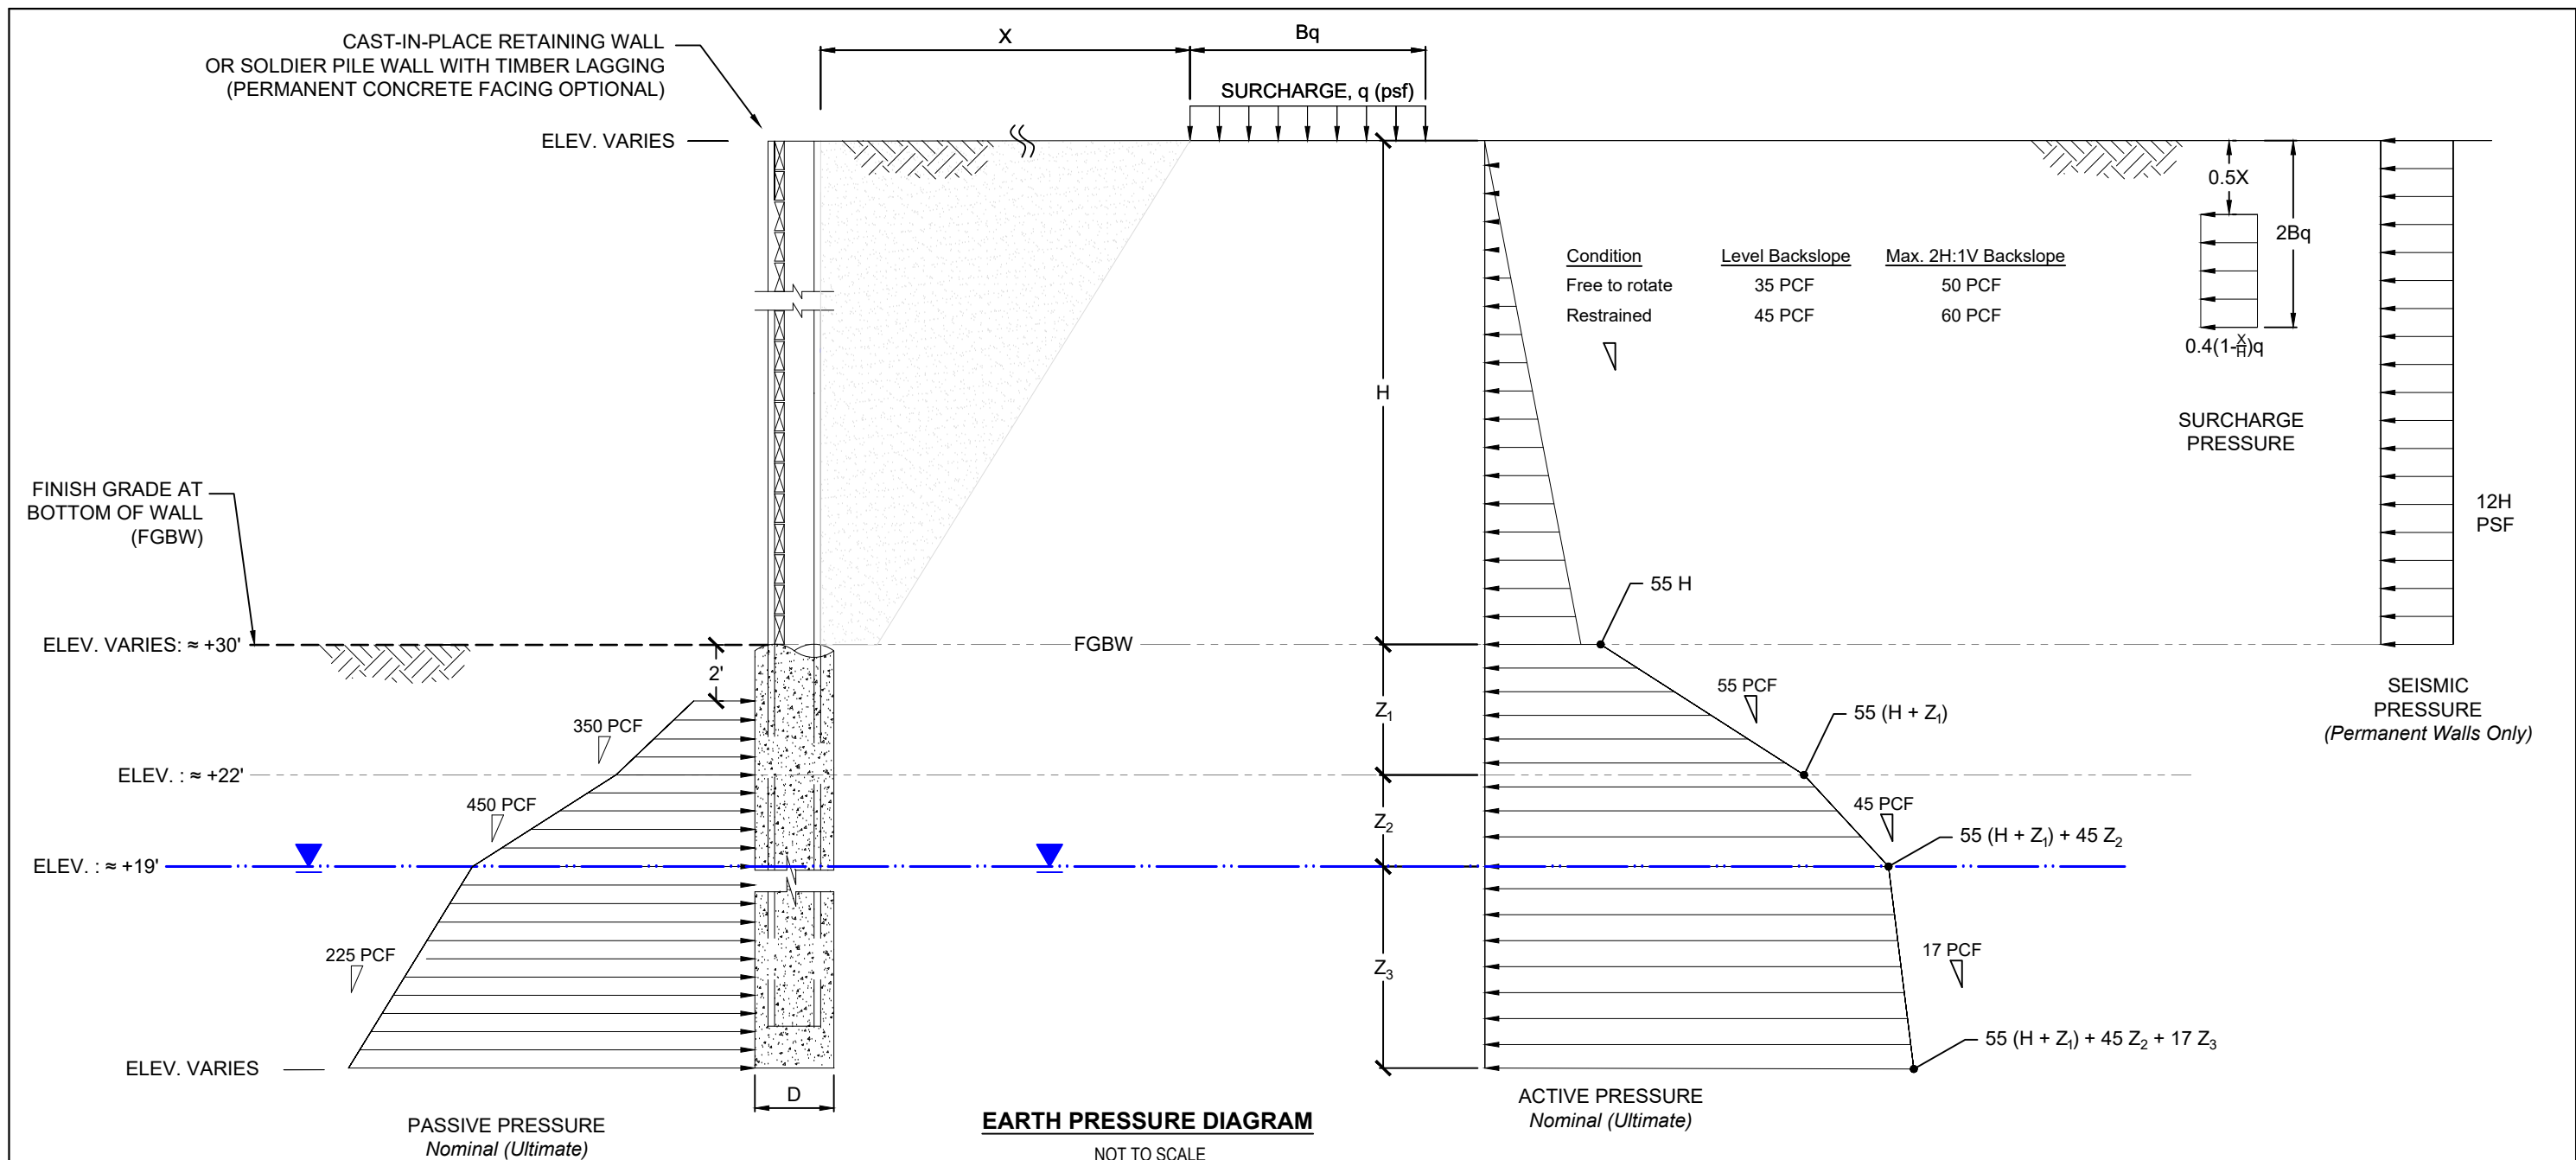 CAST-IN-PLACE RETAINING WALL
OR SOLDIER PILE WALL WITH TIMBER LAGGING
(PERMANENT CONCRETE FACING OPTIONAL)
X
Bq
SURCHARGE, q (psf)
ELEV. VARIES
0.5X
2Bq
0.4(1-X/H)q
Condition Level Backslope Max. 2H:1V Backslope
Free to rotate 35 PCF 50 PCF
Restrained 45 PCF 60 PCF
H
SURCHARGE
PRESSURE
12H
PSF
FINISH GRADE AT
BOTTOM OF WALL
(FGBW)
55 H
ELEV. VARIES: ≈ +30'
FGBW
2'
SEISMIC
PRESSURE
(Permanent Walls Only)
350 PCF
Z₁
55 PCF
55 (H + Z₁)
ELEV. : ≈ +22'
450 PCF
Z₂
45 PCF
55 (H + Z₁) + 45 Z₂
ELEV. : ≈ +19'
225 PCF
Z₃
17 PCF
55 (H + Z₁) + 45 Z₂ + 17 Z₃
ELEV. VARIES
D
PASSIVE PRESSURE
Nominal (Ultimate)
EARTH PRESSURE DIAGRAM
NOT TO SCALE
ACTIVE PRESSURE
Nominal (Ultimate)